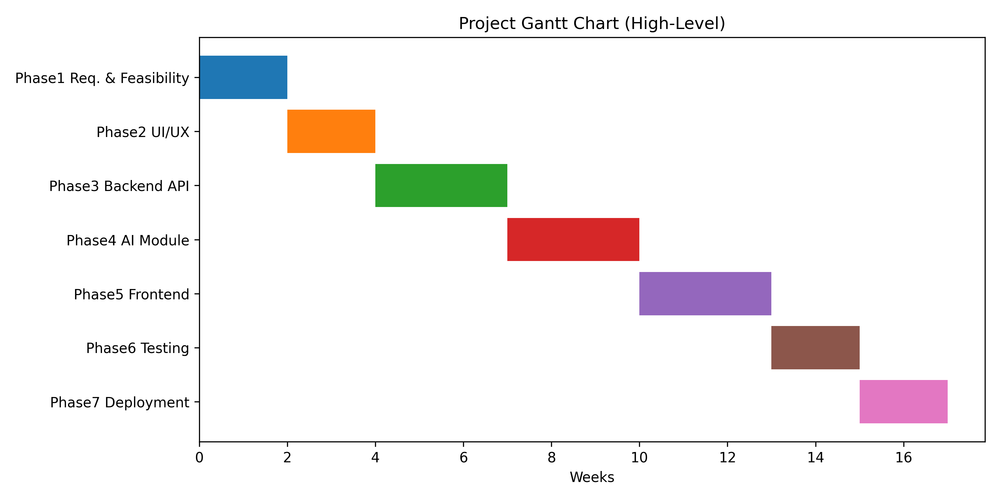 Project Gantt Chart (High-Level)
Phase1 Req. & Feasibility
Phase2 UI/UX
Phase3 Backend API
Phase4 AI Module
Phase5 Frontend
Phase6 Testing
Phase7 Deployment
0 2 4 6 8 10 12 14 16
Weeks